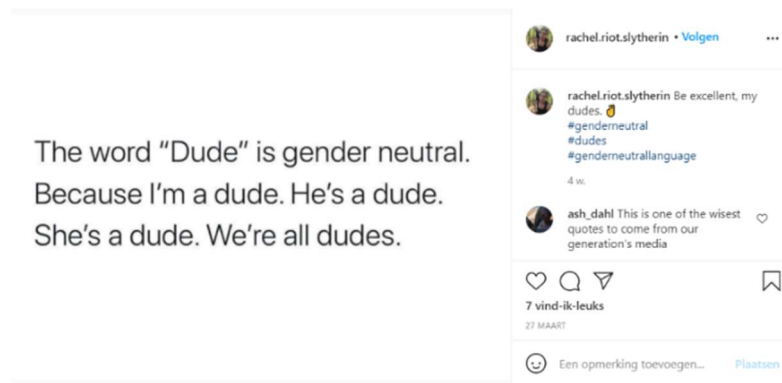 The word “Dude” is gender neutral.
Because I’m a dude. He’s a dude.
She’s a dude. We’re all dudes.
rachel.riot.slytherin • Volgen
rachel.riot.slytherin Be excellent, my
dudes.
#genderneutral
#dudes
#genderneutrallanguage
4 w.
ash_dahl This is one of the wisest
quotes to come from our
generation's media
7 vind-ik-leuks
27 MAART
Een opmerking toevoegen...
Plaatsen